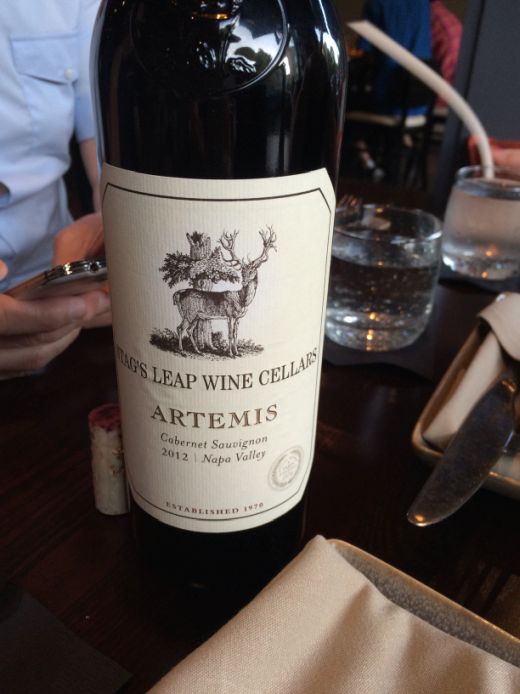 STAG'S LEAP WINE CELLARS
ARTEMIS
Cabernet Sauvignon
2012 | Napa Valley
ESTABLISHED 1970